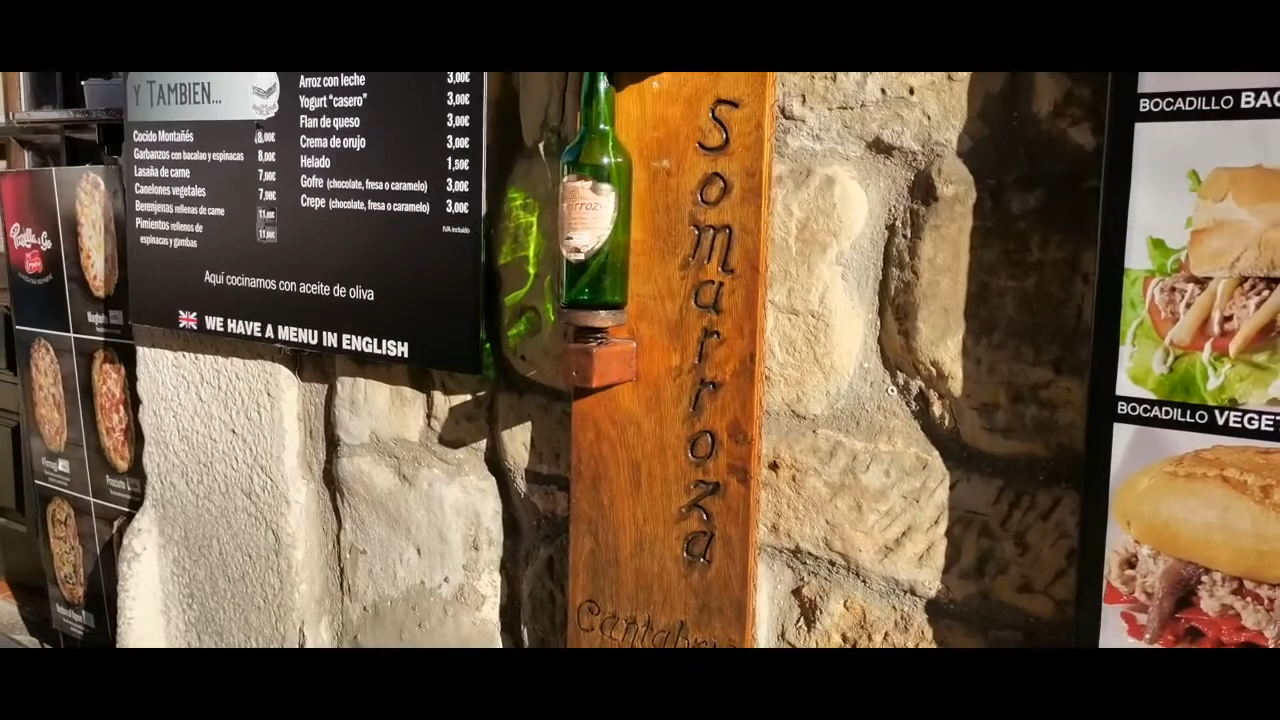 Y TAMBIEN...
Cocido Montañés 8,00€
Garbanzos con bacalao y espinacas 8,00€
Lasaña de carne 7,00€
Canelones vegetales 7,00€
Berenjenas rellenas de carne 11,00€
Pimientos rellenos de 11,00€
espinacas y gambas
Arroz con leche 3,00€
Yogurt “casero” 3,00€
Flan de queso 3,00€
Crema de orujo 3,00€
Helado 1,50€
Gofre (chocolate, fresa o caramelo) 3,00€
Crepe (chocolate, fresa o caramelo) 3,00€
IVA incluido
Aquí cocinamos con aceite de oliva
WE HAVE A MENU IN ENGLISH
Somarroza
Cantabria
BOCADILLO
BOCADILLO